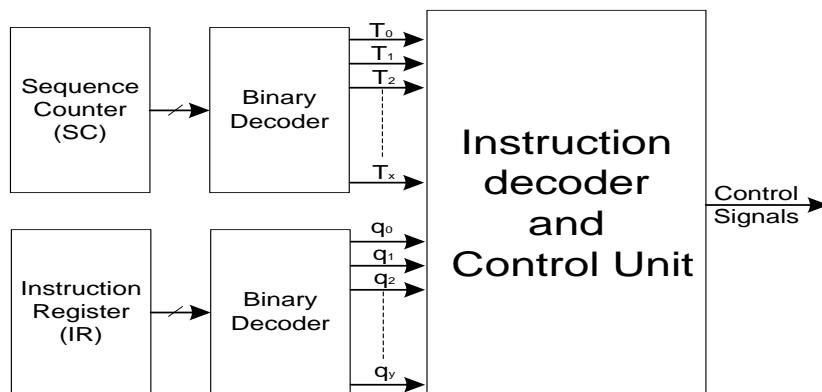 Sequence
Counter
(SC)
Binary
Decoder
T₀
T₁
T₂
Tₓ
Instruction
Register
(IR)
Binary
Decoder
q₀
q₁
q₂
qᵧ
Instruction
decoder
and
Control Unit
Control
Signals